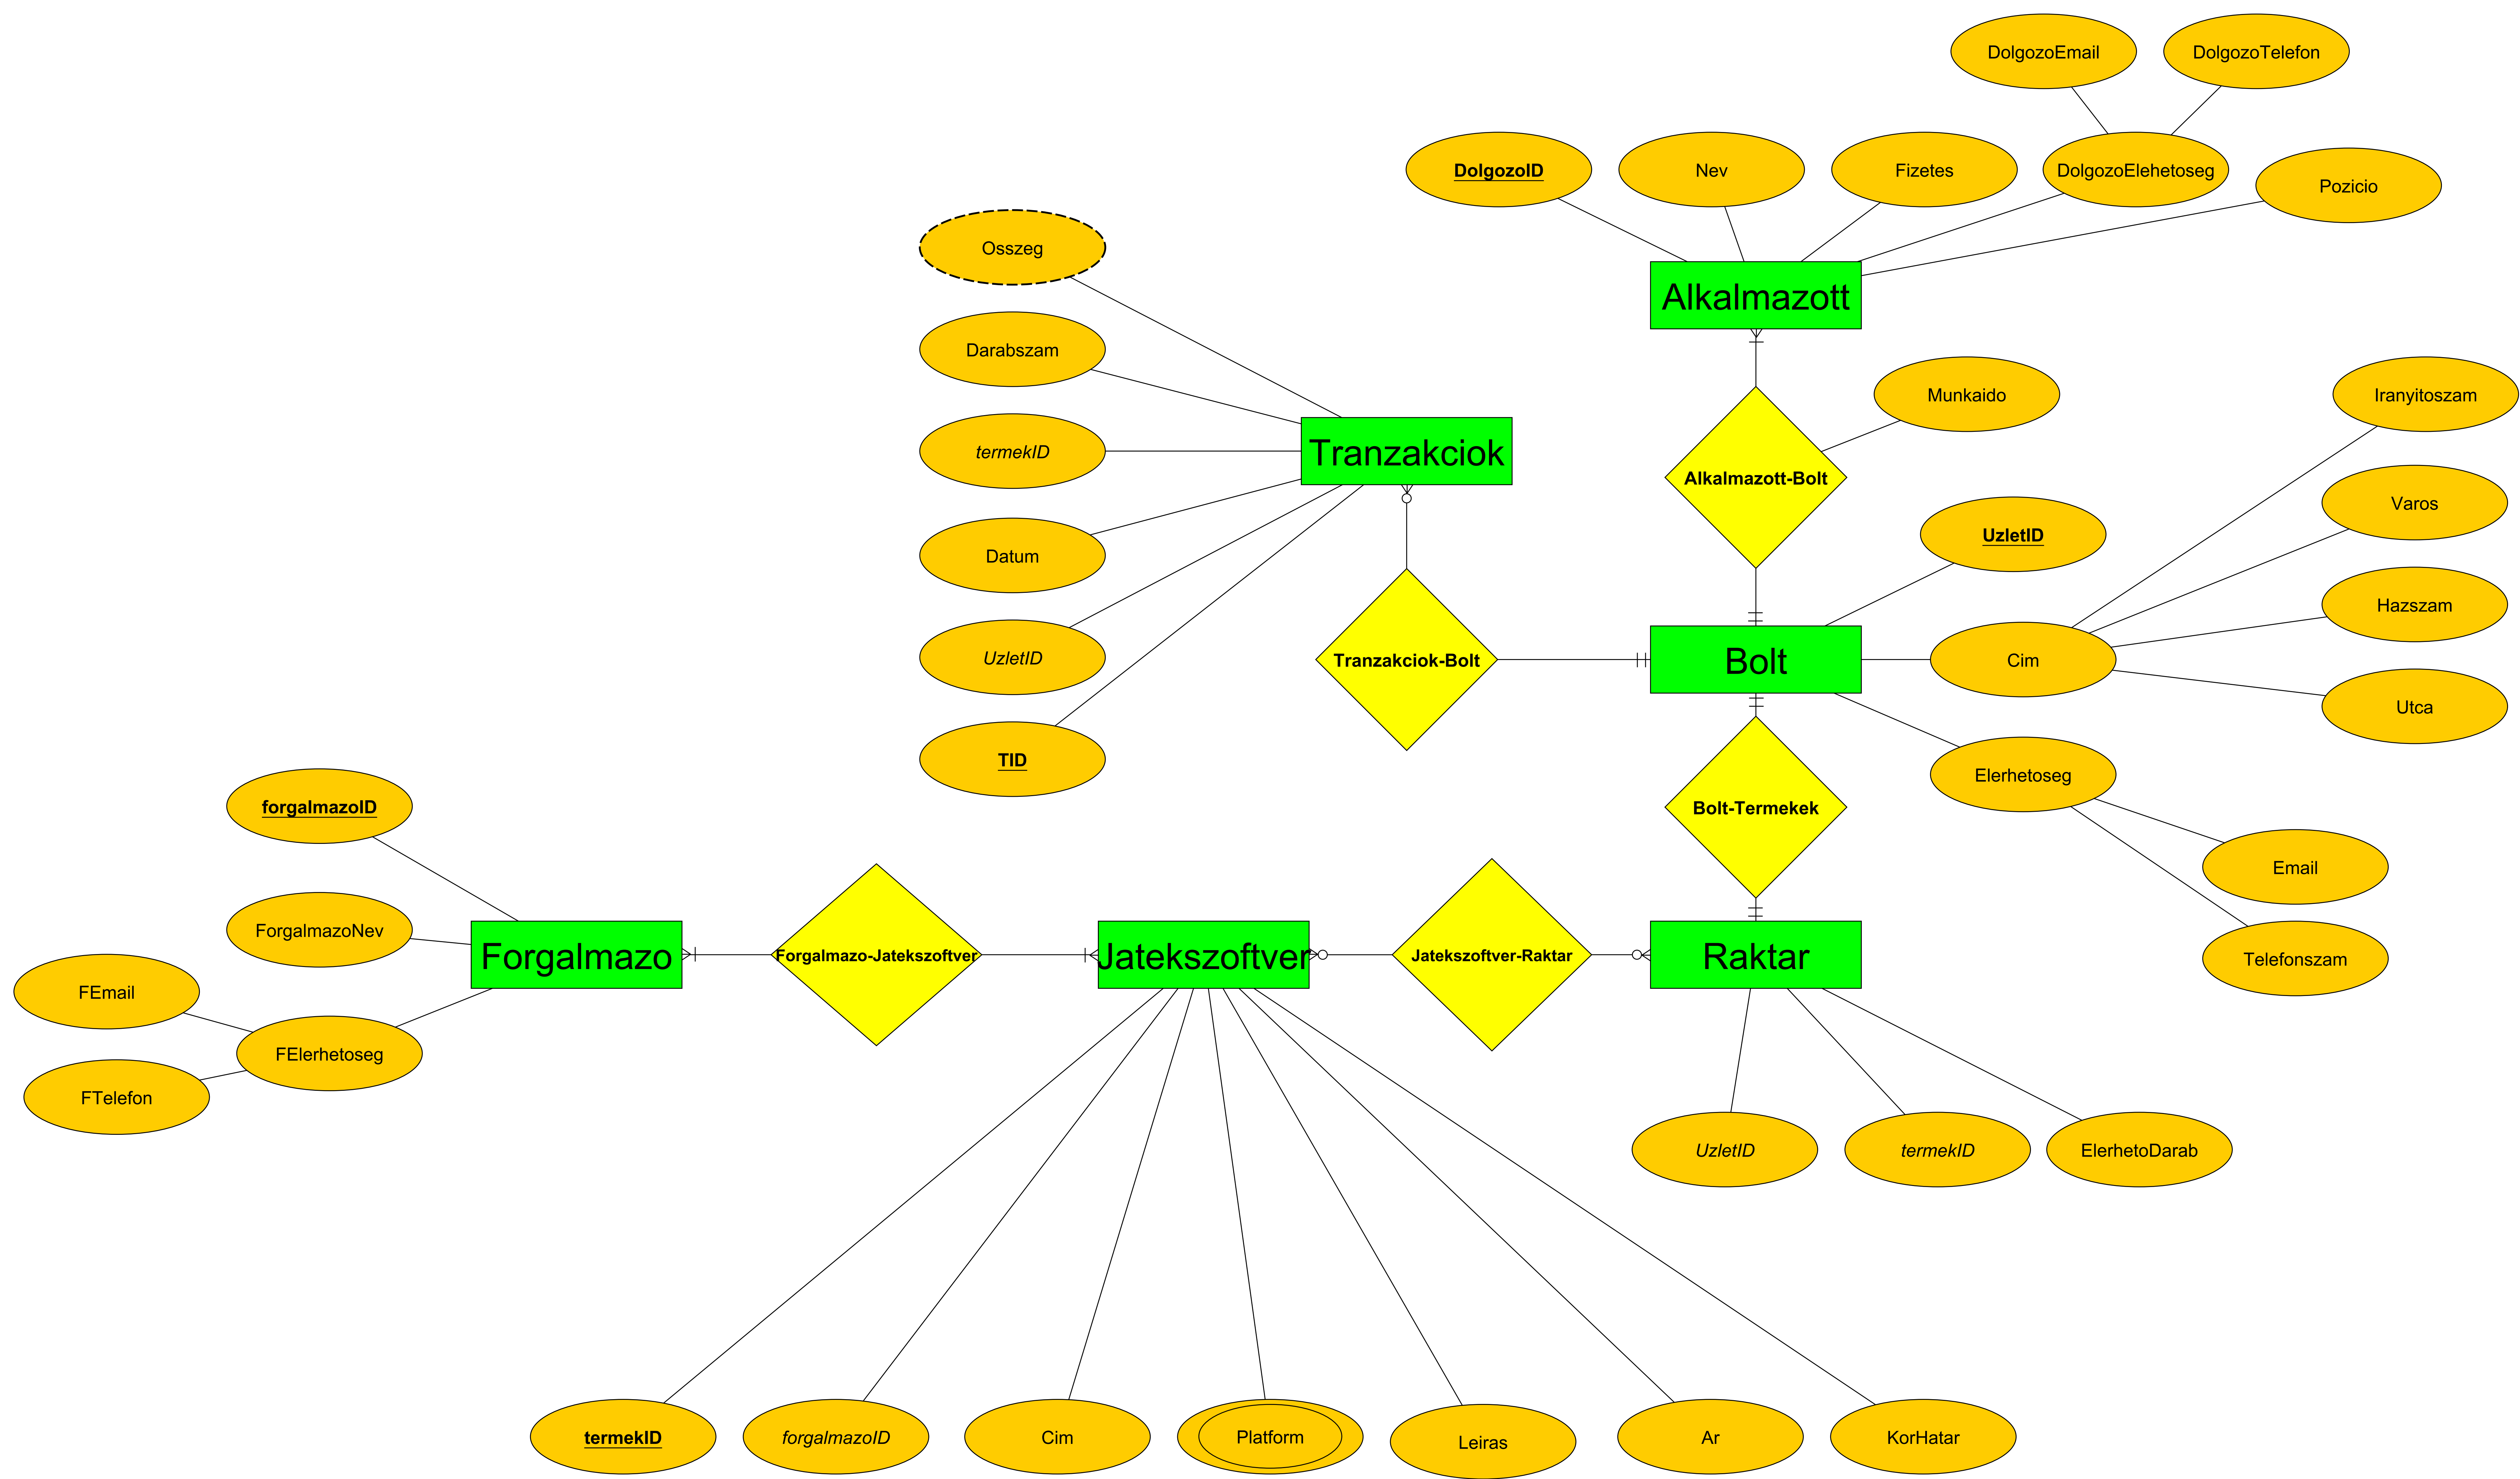 DolgozoEmail
DolgozoTelefon
DolgozoID
Nev
Fizetes
DolgozoElehetoseg
Pozicio
Osszeg
Alkalmazott
Darabszam
Munkaido
Iranyitoszam
termekID
Tranzakciok
Alkalmazott-Bolt
Varos
Datum
UzletID
Hazszam
UzletID
Tranzakciok-Bolt
Bolt
Cim
Utca
TID
Elerhetoseg
forgalmazoID
Bolt-Termekek
Email
ForgalmazoNev
Forgalmazo
Forgalmazo-Jatekszoftver
Jatekszoftver
Jatekszoftver-Raktar
Raktar
Telefonszam
FEmail
FElerhetoseg
FTelefon
UzletID
termekID
ElerhetoDarab
termekID
forgalmazoID
Cim
Platform
Leiras
Ar
KorHatar